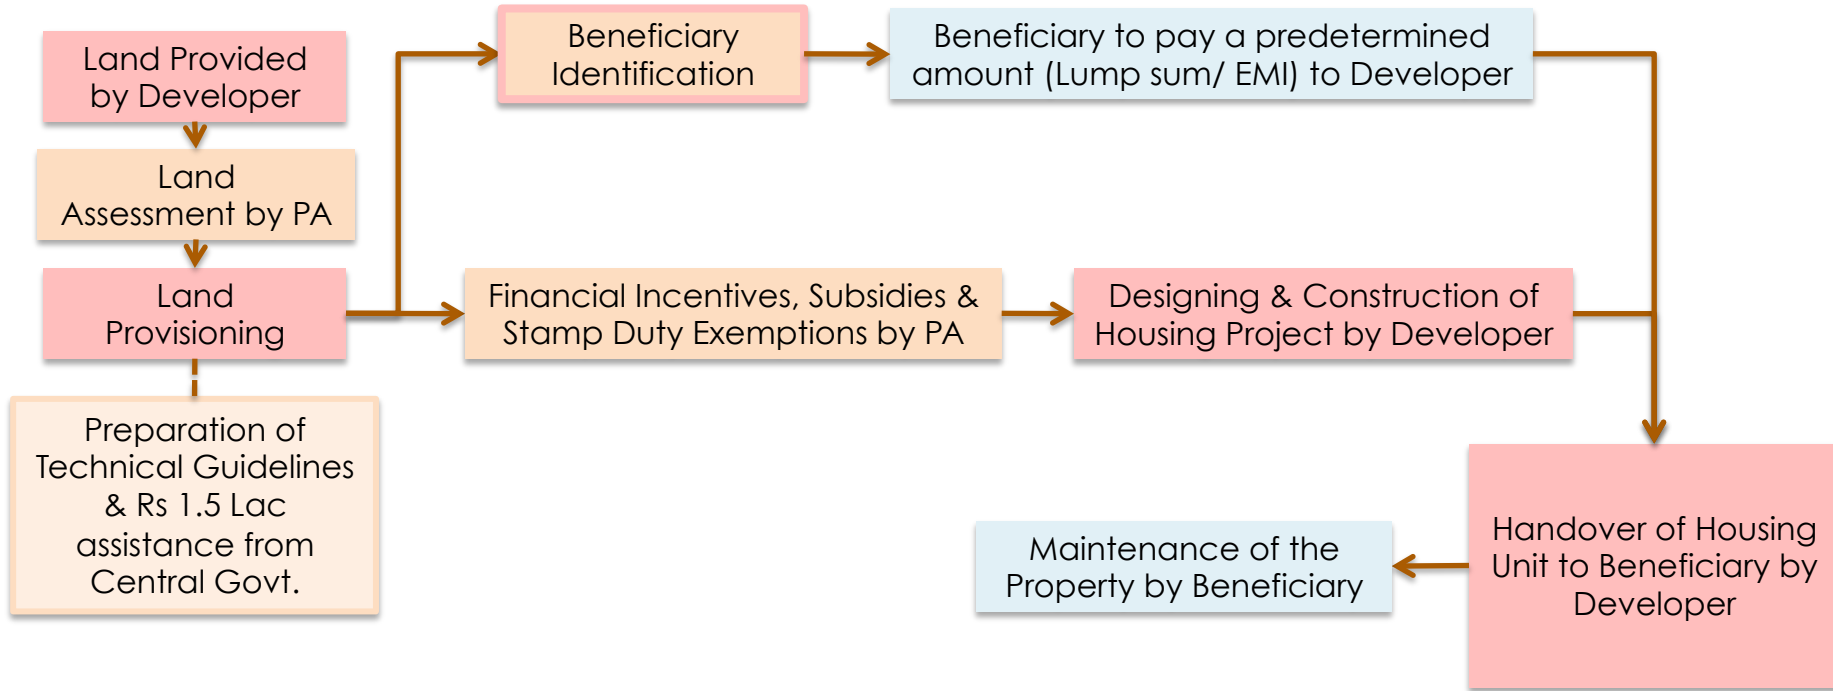 Land Provided
by Developer
Land
Assessment by PA
Land
Provisioning
Preparation of
Technical Guidelines
& Rs 1.5 Lac
assistance from
Central Govt.
Beneficiary
Identification
Beneficiary to pay a predetermined
amount (Lump sum/ EMI) to Developer
Financial Incentives, Subsidies &
Stamp Duty Exemptions by PA
Designing & Construction of
Housing Project by Developer
Handover of Housing
Unit to Beneficiary by
Developer
Maintenance of the
Property by Beneficiary